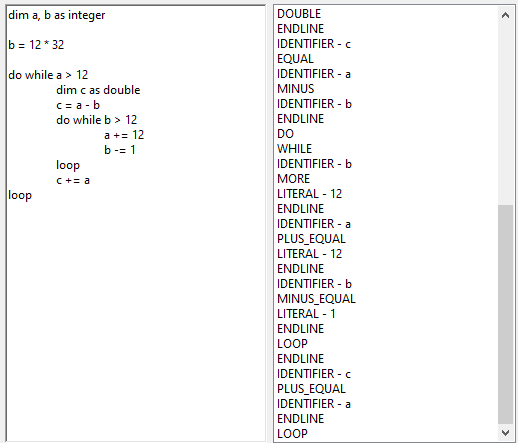 dim a, b as integer
b = 12 * 32
do while a > 12
dim c as double
c = a - b
do while b > 12
a += 12
b -= 1
loop
c += a
loop
DOUBLE
ENDLINE
IDENTIFIER - c
EQUAL
IDENTIFIER - a
MINUS
IDENTIFIER - b
ENDLINE
DO
WHILE
IDENTIFIER - b
MORE
LITERAL - 12
ENDLINE
IDENTIFIER - a
PLUS_EQUAL
LITERAL - 12
ENDLINE
IDENTIFIER - b
MINUS_EQUAL
LITERAL - 1
ENDLINE
LOOP
ENDLINE
IDENTIFIER - c
PLUS_EQUAL
IDENTIFIER - a
ENDLINE
LOOP